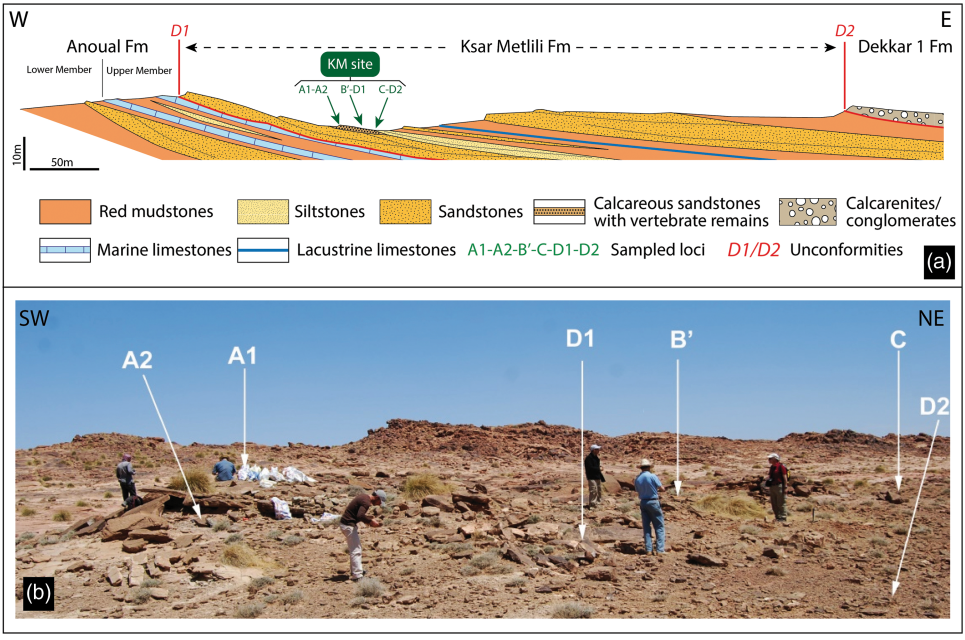 W
E
D1
D2
Anoual Fm
Ksar Metlili Fm
Dekkar 1 Fm
Lower Member
Upper Member
KM site
A1-A2
B'-D1
C-D2
10m
50m
Red mudstones
Siltstones
Sandstones
Calcareous sandstones
with vertebrate remains
Calcarenites/
conglomerates
Marine limestones
Lacustrine limestones
A1-A2-B'-C-D1-D2
Sampled loci
D1/D2
Unconformities
(a)
SW
NE
A2
A1
D1
B'
C
D2
(b)